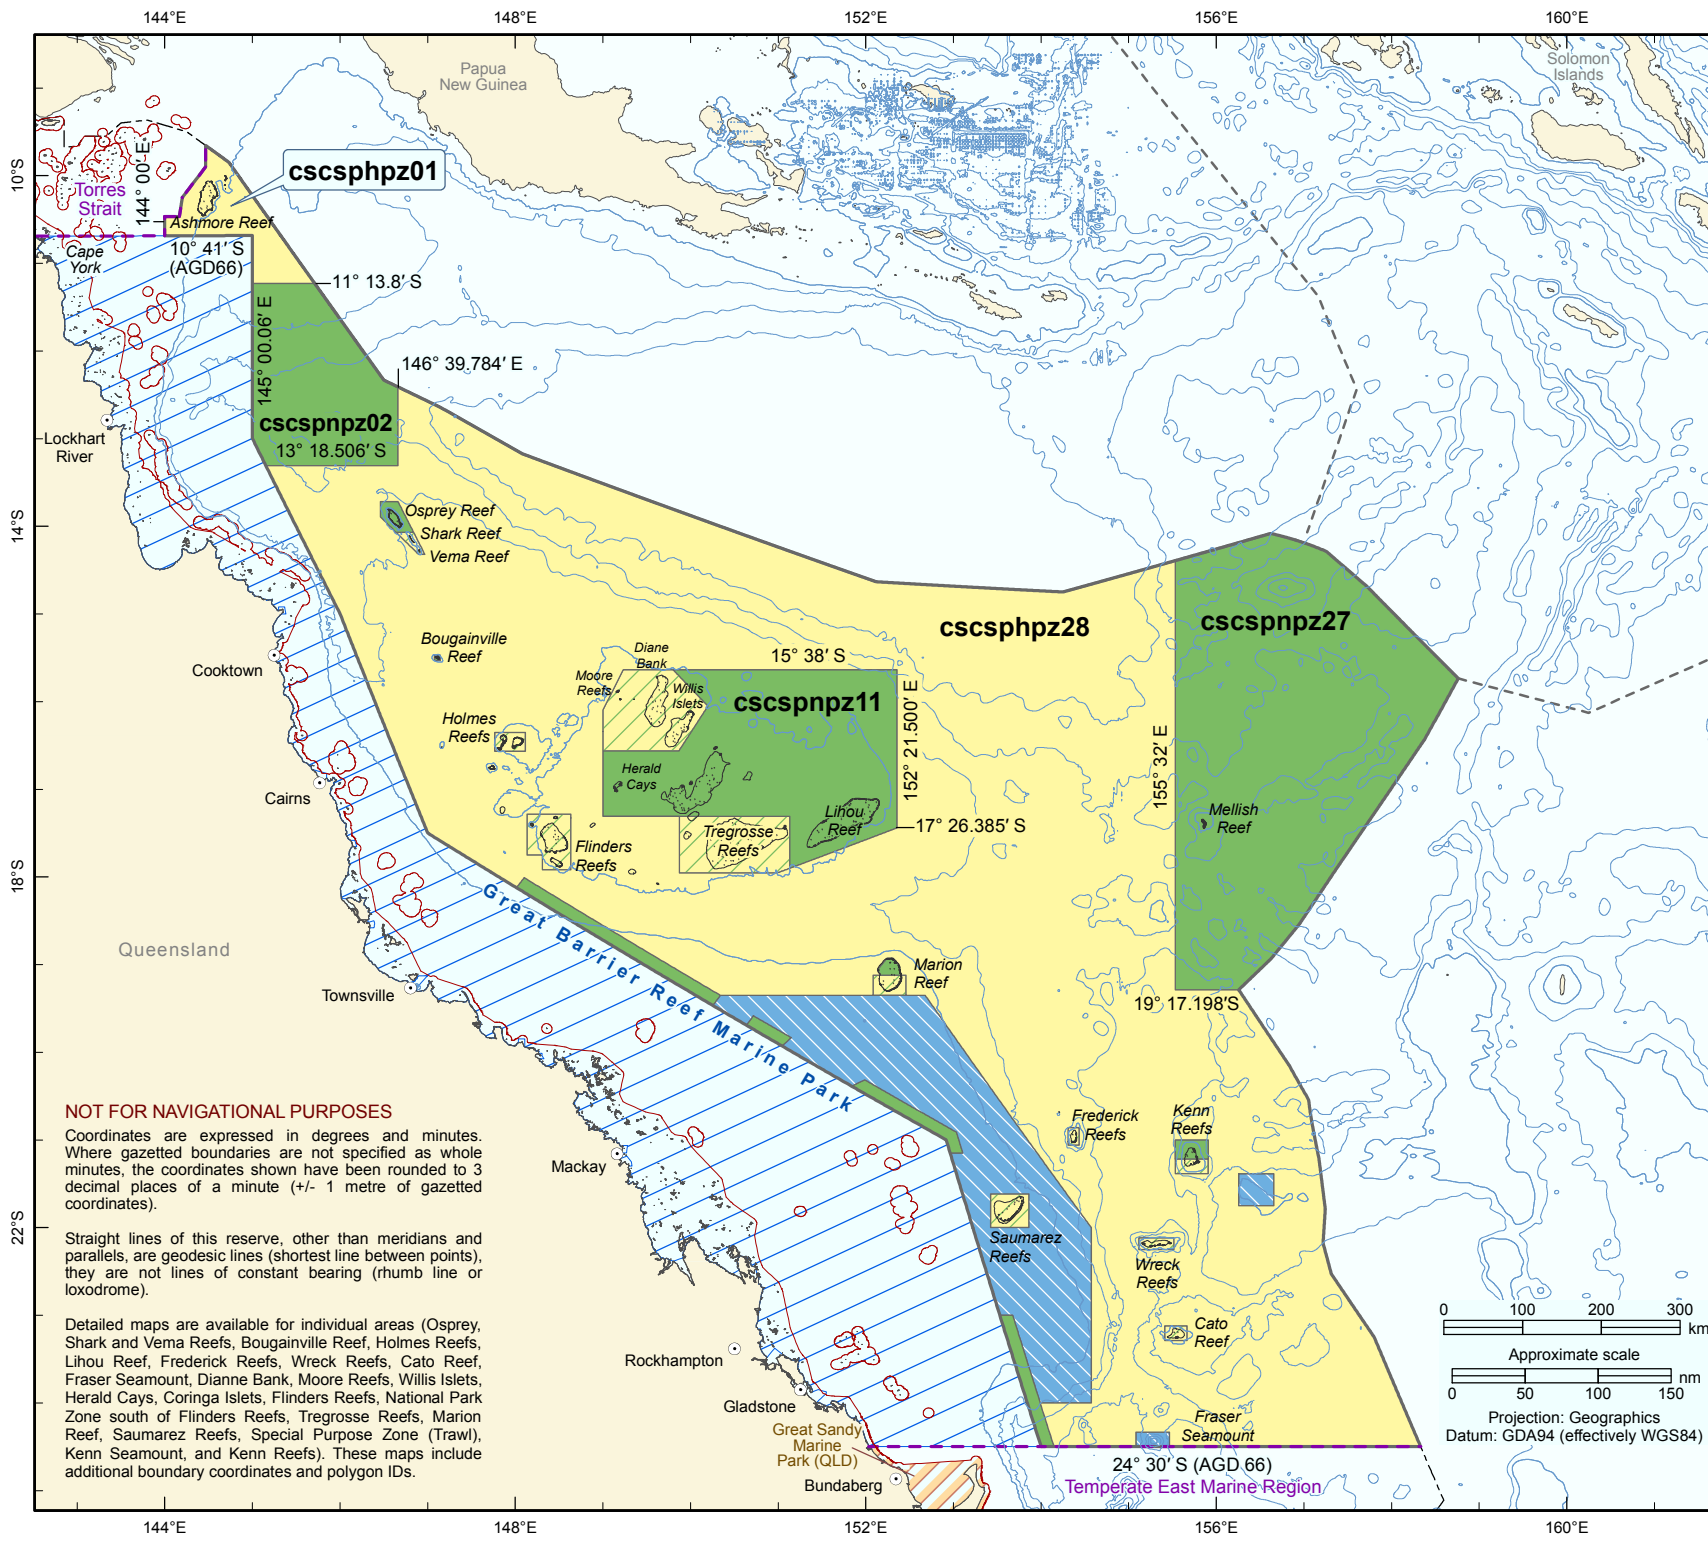 144°E
148°E
152°E
156°E
160°E
10°S
14°S
18°S
22°S
Papua
New Guinea
Solomon
Islands
Torres
Strait
144° 00' E
cscsphpz01
Ashmore Reef
Cape
York
10° 41' S
(AGD66)
11° 13.8' S
145° 00.06' E
146° 39.784' E
cscspnpz02
13° 18.506' S
Lockhart
River
Osprey Reef
Shark Reef
Vema Reef
Bougainville
Reef
Cooktown
Diane
Bank
Moore
Reefs
Willis
Islets
15° 38' S
cscsphpz28
cscspnpz27
cscspnpz11
152° 21.500' E
155° 32' E
Holmes
Reefs
Herald
Cays
Cairns
Lihou
Reef
Tregrosse
Reefs
17° 26.385' S
Mellish
Reef
Flinders
Reefs
Great Barrier Reef Marine Park
Queensland
Townsville
Marion
Reef
19° 17.198'S
NOT FOR NAVIGATIONAL PURPOSES
Coordinates are expressed in degrees and minutes.
Where gazetted boundaries are not specified as whole
minutes, the coordinates shown have been rounded to 3
decimal places of a minute (+/- 1 metre of gazetted
coordinates).
Straight lines of this reserve, other than meridians and
parallels, are geodesic lines (shortest line between points),
they are not lines of constant bearing (rhumb line or
loxodrome).
Detailed maps are available for individual areas (Osprey,
Shark and Vema Reefs, Bougainville Reef, Holmes Reefs,
Lihou Reef, Frederick Reefs, Wreck Reefs, Cato Reef,
Fraser Seamount, Dianne Bank, Moore Reefs, Willis Islets,
Herald Cays, Coringa Islets, Flinders Reefs, National Park
Zone south of Flinders Reefs, Tregrosse Reefs, Marion
Reef, Saumarez Reefs, Special Purpose Zone (Trawl),
Kenn Seamount, and Kenn Reefs). These maps include
additional boundary coordinates and polygon IDs.
Mackay
Frederick
Reefs
Kenn
Reefs
Saumarez
Reefs
Wreck
Reefs
Cato
Reef
Rockhampton
Gladstone
Great Sandy
Marine
Park (QLD)
Bundaberg
Fraser
Seamount
24° 30' S (AGD 66)
Temperate East Marine Region
0 100 200 300
km
Approximate scale
nm
0 50 100 150
Projection: Geographics
Datum: GDA94 (effectively WGS84)
144°E
148°E
152°E
156°E
160°E